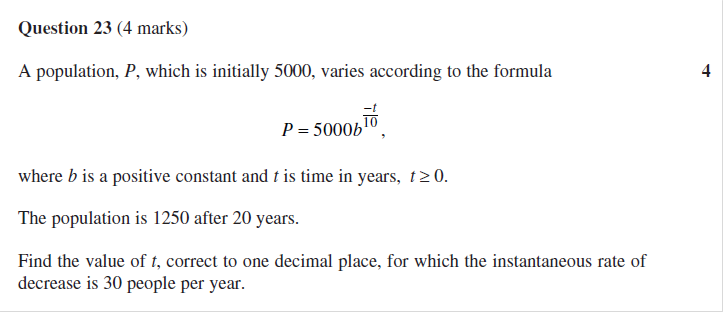 Question 23 (4 marks)
A population, P, which is initially 5000, varies according to the formula 4
P = 5000b^(-t/10),
where b is a positive constant and t is time in years, t ≥ 0.
The population is 1250 after 20 years.
Find the value of t, correct to one decimal place, for which the instantaneous rate of
decrease is 30 people per year.